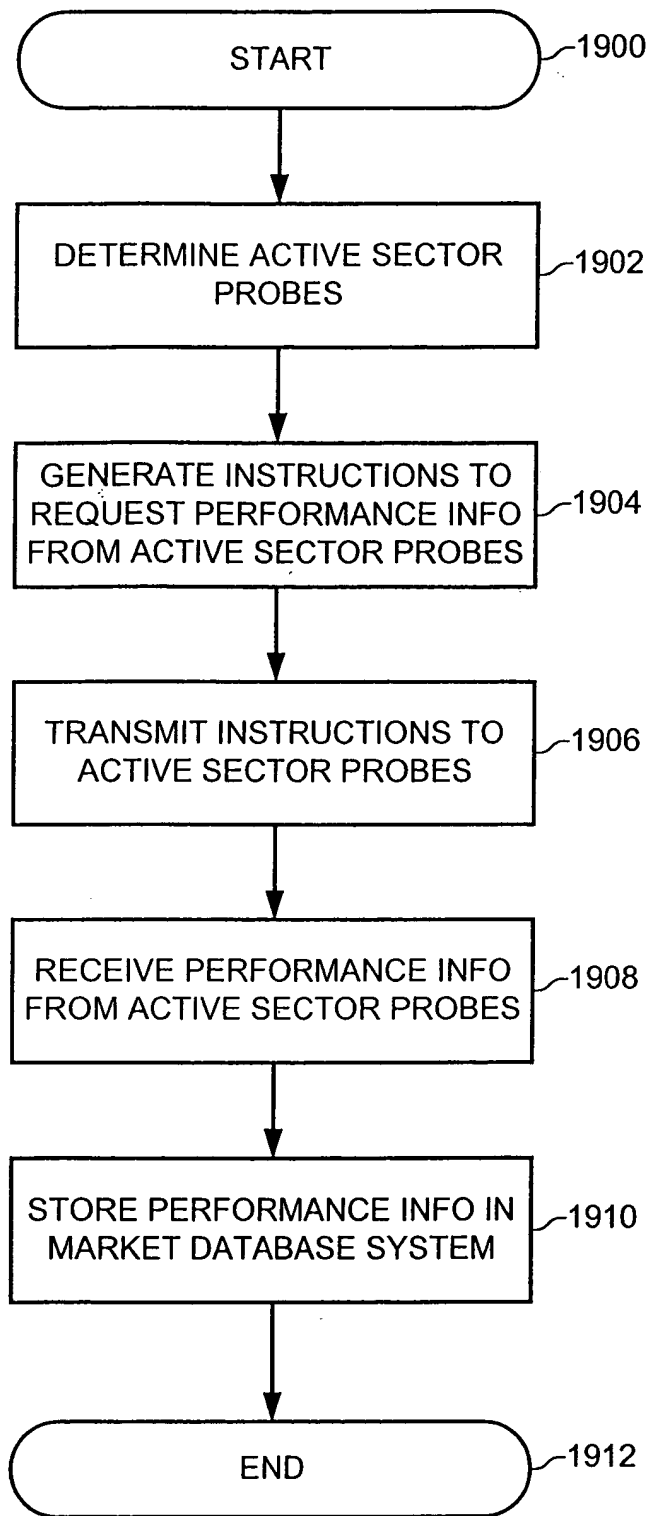 START
1900
DETERMINE ACTIVE SECTOR
PROBES
1902
GENERATE INSTRUCTIONS TO
REQUEST PERFORMANCE INFO
FROM ACTIVE SECTOR PROBES
1904
TRANSMIT INSTRUCTIONS TO
ACTIVE SECTOR PROBES
1906
RECEIVE PERFORMANCE INFO
FROM ACTIVE SECTOR PROBES
1908
STORE PERFORMANCE INFO IN
MARKET DATABASE SYSTEM
1910
END
1912